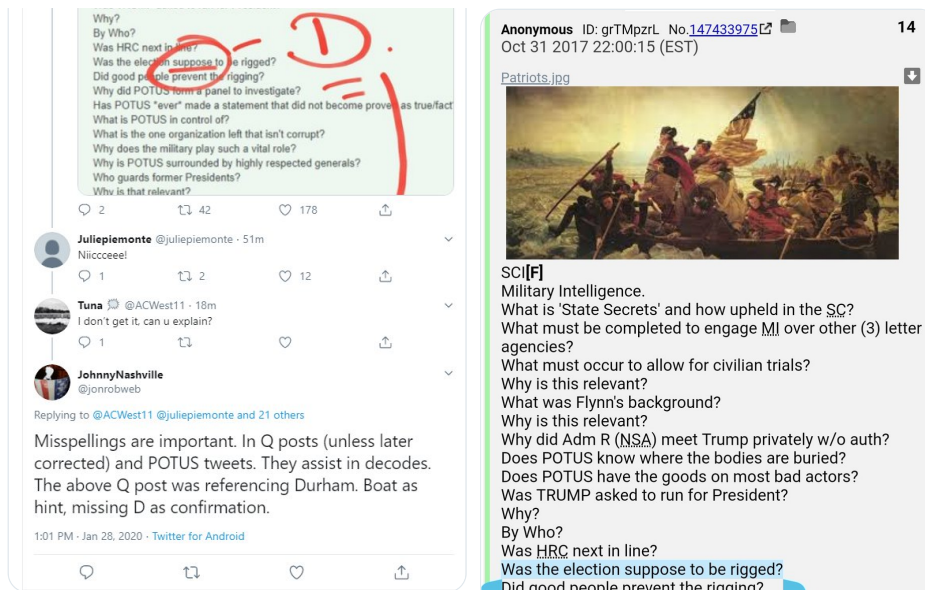 Why?
By Who?
Was HRC next in line?
Was the election suppose to be rigged?
Did good people prevent the rigging?
Why did POTUS form a panel to investigate?
Has POTUS *ever* made a statement that did not become proven as true/fact
What is POTUS in control of?
What is the one organization left that isn't corrupt?
Why does the military play such a vital role?
Why is POTUS surrounded by highly respected generals?
Who guards former Presidents?
Why is that relevant?
D.
2 42 178
Juliepiemonte @juliepiemonte · 51m
Niiccceee!
1 2 12
Tuna @ACWest11 · 18m
I don't get it, can u explain?
1
JohnnyNashville
@jonrobweb
Replying to @ACWest11 @juliepiemonte and 21 others
Misspellings are important. In Q posts (unless later
corrected) and POTUS tweets. They assist in decodes.
The above Q post was referencing Durham. Boat as
hint, missing D as confirmation.
1:01 PM · Jan 28, 2020 · Twitter for Android
Anonymous ID: grTMpzrL No.147433975 14
Oct 31 2017 22:00:15 (EST)
Patriots.jpg
SCI[F]
Military Intelligence.
What is 'State Secrets' and how upheld in the SC?
What must be completed to engage MI over other (3) letter
agencies?
What must occur to allow for civilian trials?
Why is this relevant?
What was Flynn's background?
Why is this relevant?
Why did Adm R (NSA) meet Trump privately w/o auth?
Does POTUS know where the bodies are buried?
Does POTUS have the goods on most bad actors?
Was TRUMP asked to run for President?
Why?
By Who?
Was HRC next in line?
Was the election suppose to be rigged?
Did good people prevent the rigging?